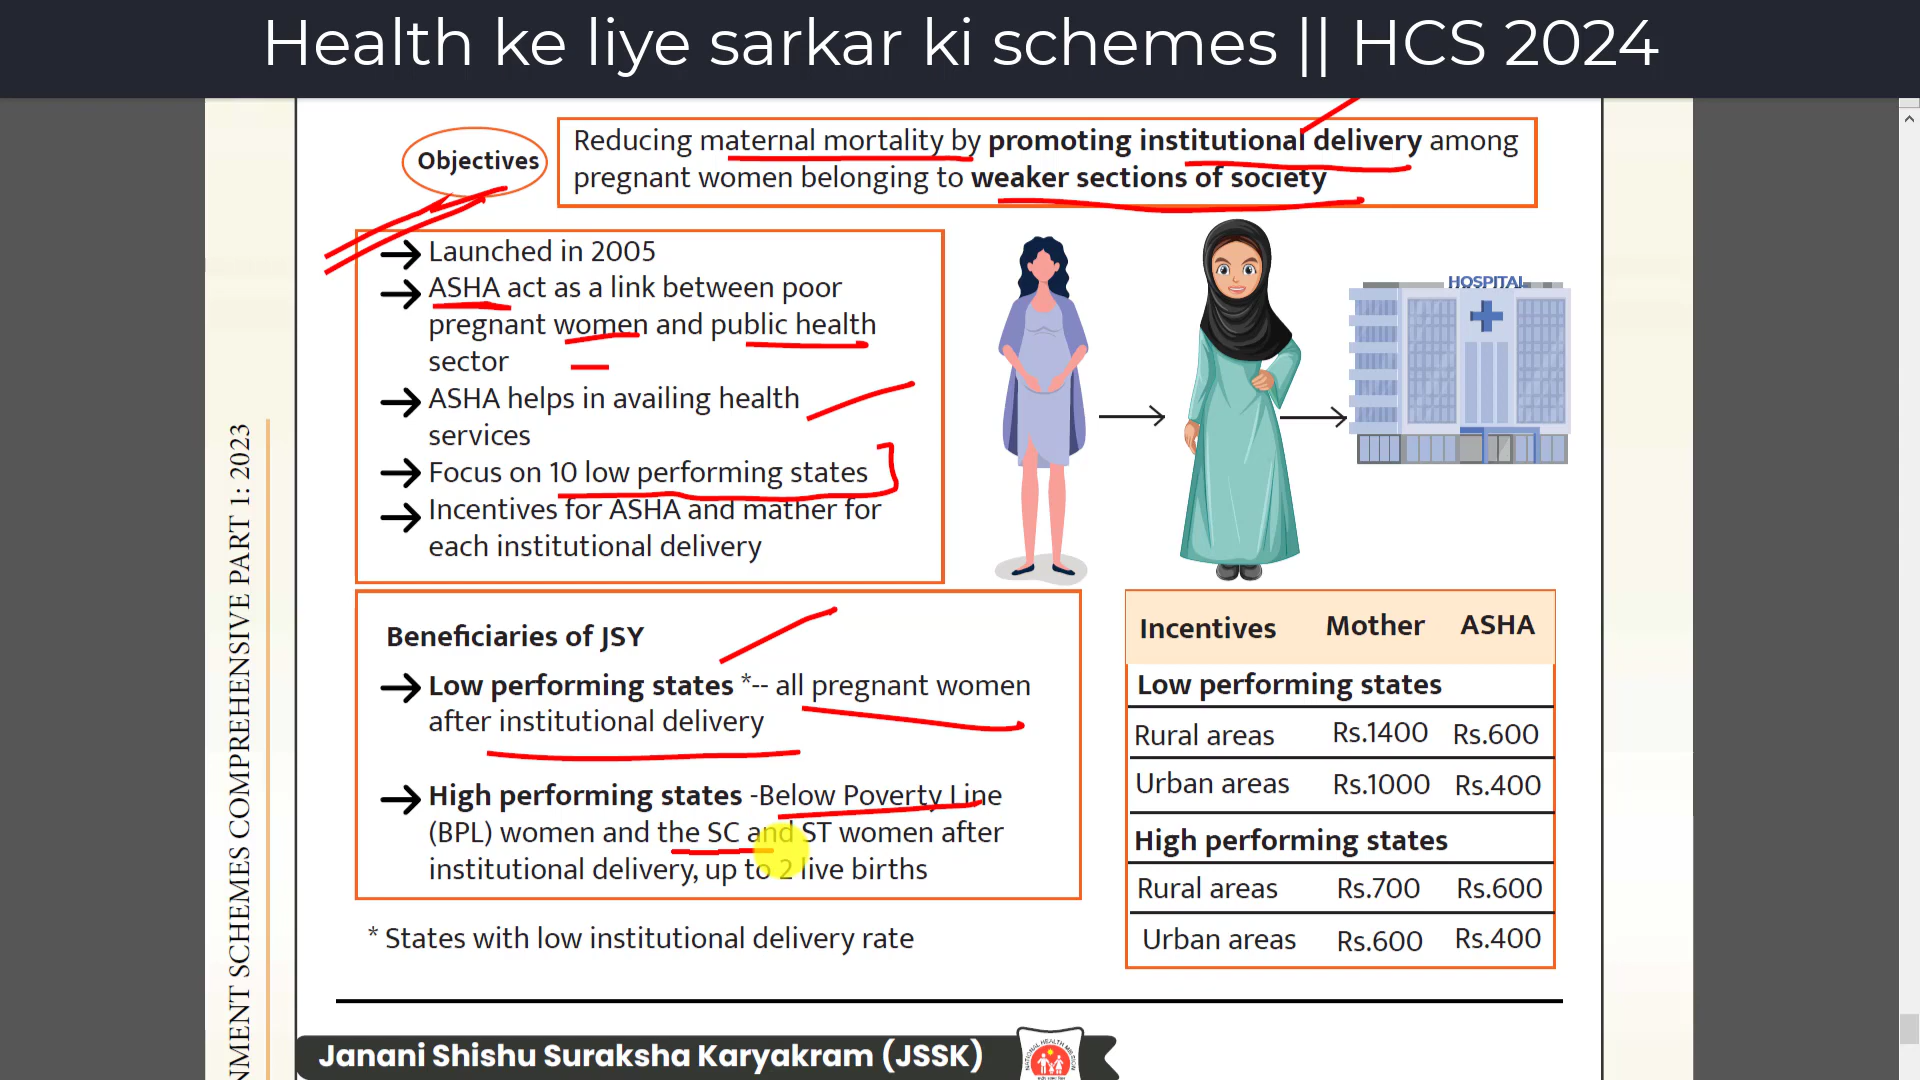 Health ke liye sarkar ki schemes || HCS 2024
Objectives
Reducing maternal mortality by promoting institutional delivery among
pregnant women belonging to weaker sections of society
Launched in 2005
ASHA act as a link between poor
pregnant women and public health
sector
ASHA helps in availing health
services
Focus on 10 low performing states
Incentives for ASHA and mather for
each institutional delivery
HOSPITAL
Beneficiaries of JSY
Low performing states *-- all pregnant women
after institutional delivery
High performing states -Below Poverty Line
(BPL) women and the SC and ST women after
institutional delivery, up to 2 live births
* States with low institutional delivery rate
Incentives Mother ASHA
Low performing states
Rural areas Rs.1400 Rs.600
Urban areas Rs.1000 Rs.400
High performing states
Rural areas Rs.700 Rs.600
Urban areas Rs.600 Rs.400
SCHEMES COMPREHENSIVE PART 1: 2023
Janani Shishu Suraksha Karyakram (JSSK)
NATIONAL HEALTH MISSION